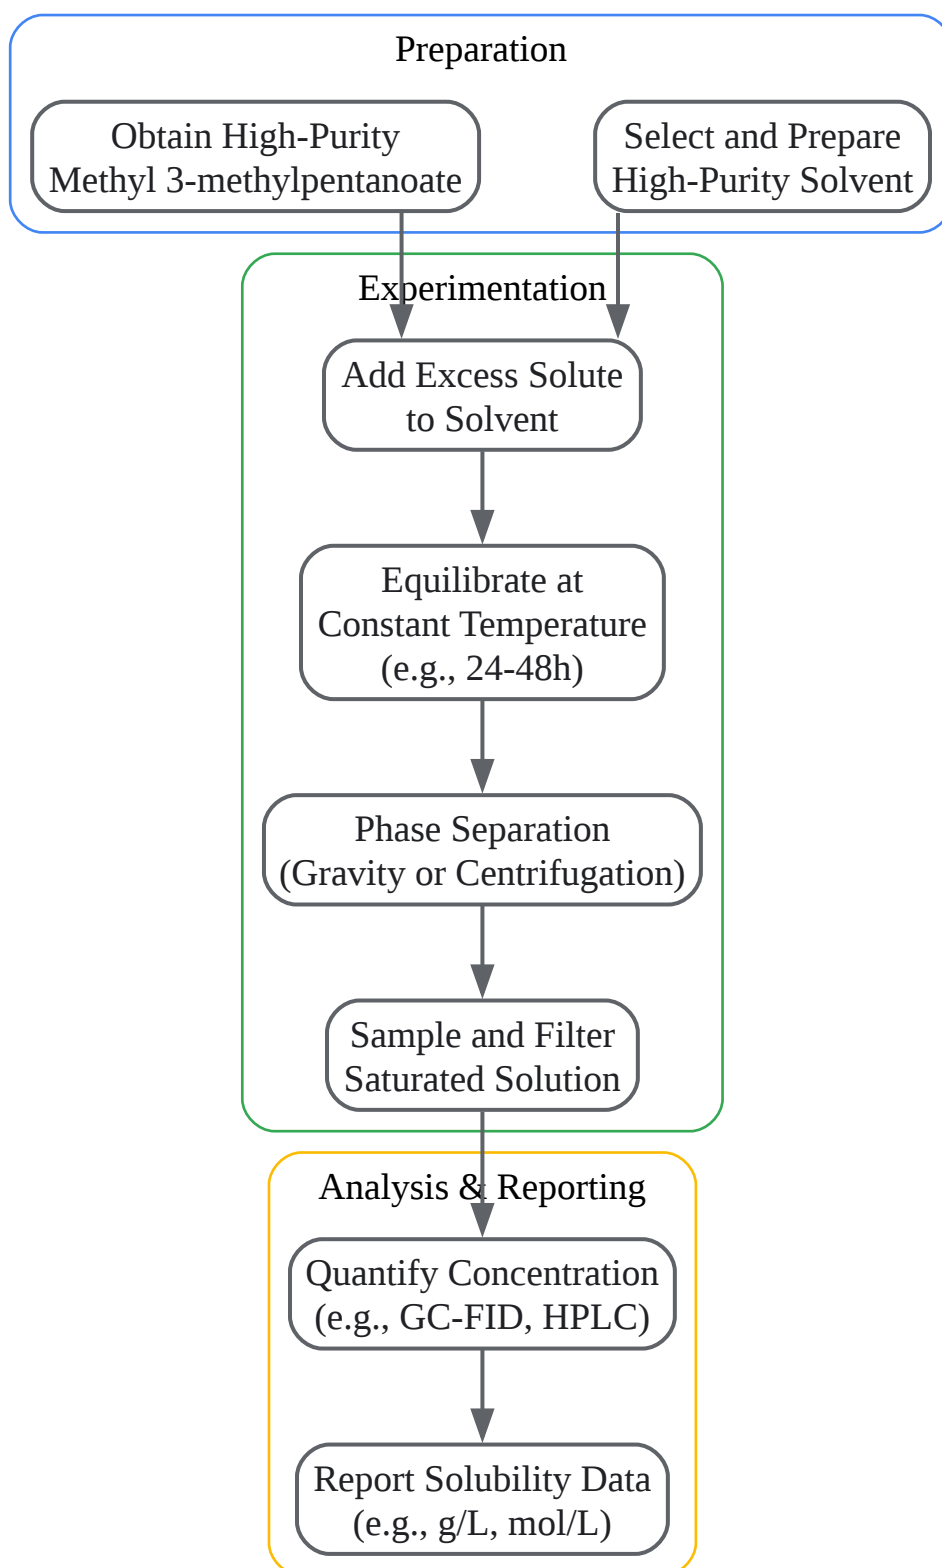 Preparation
Obtain High-Purity
Methyl 3-methylpentanoate
Select and Prepare
High-Purity Solvent
Experimentation
Add Excess Solute
to Solvent
Equilibrate at
Constant Temperature
(e.g., 24-48h)
Phase Separation
(Gravity or Centrifugation)
Sample and Filter
Saturated Solution
Analysis & Reporting
Quantify Concentration
(e.g., GC-FID, HPLC)
Report Solubility Data
(e.g., g/L, mol/L)